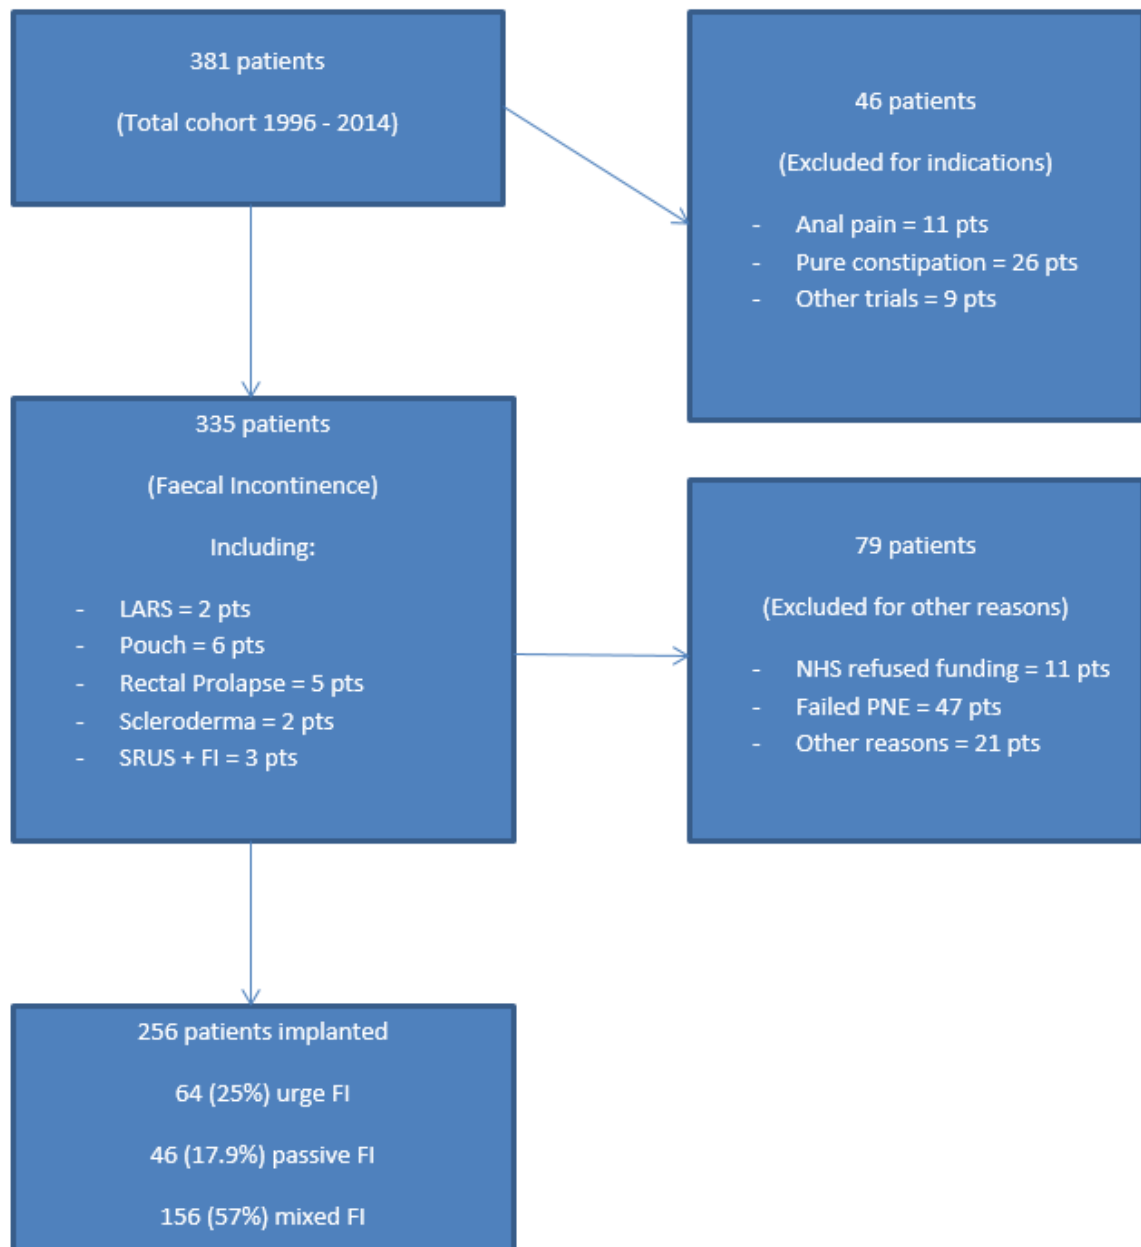 381 patients
(Total cohort 1996 - 2014)
46 patients
(Excluded for indications)
- Anal pain = 11 pts
- Pure constipation = 26 pts
- Other trials = 9 pts
335 patients
(Faecal Incontinence)
Including:
- LARS = 2 pts
- Pouch = 6 pts
- Rectal Prolapse = 5 pts
- Scleroderma = 2 pts
- SRUS + FI = 3 pts
79 patients
(Excluded for other reasons)
- NHS refused funding = 11 pts
- Failed PNE = 47 pts
- Other reasons = 21 pts
256 patients implanted
64 (25%) urge FI
46 (17.9%) passive FI
156 (57%) mixed FI